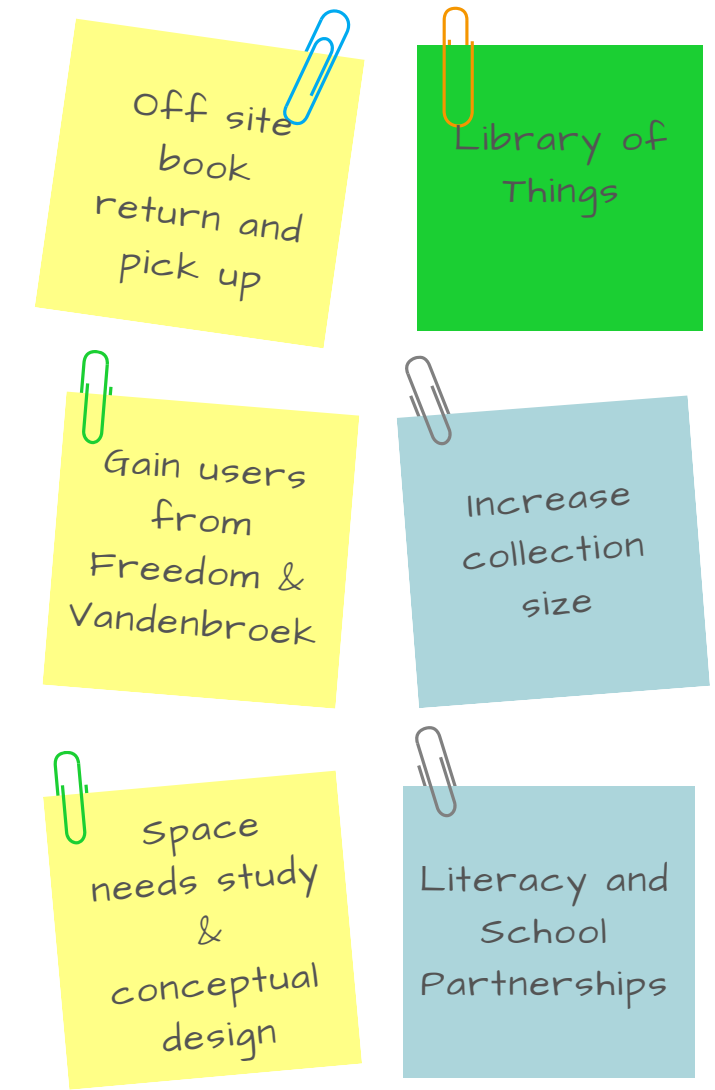 Off site
book
return and
pick up
Library of
Things
Gain users
from
Freedom &
Vandenbroek
Increase
collection
size
Space
needs study
&
conceptual
design
Literacy and
School
Partnerships